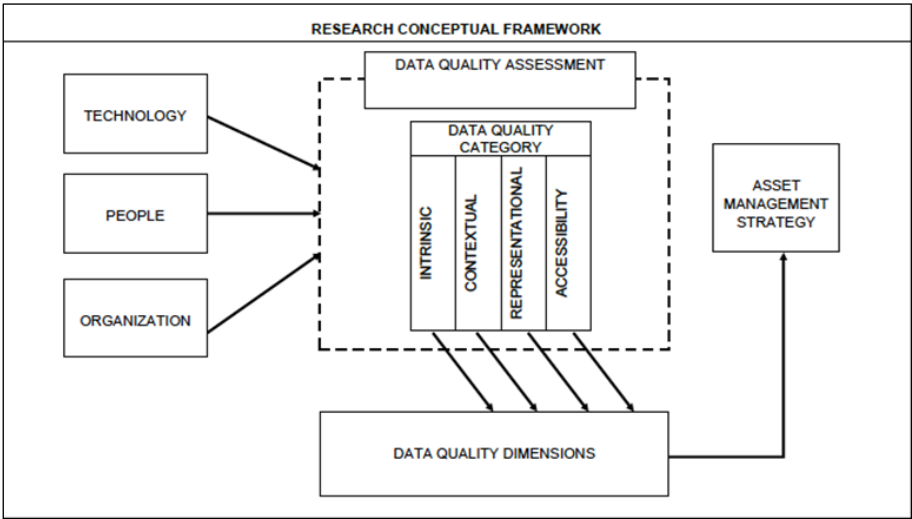 RESEARCH CONCEPTUAL FRAMEWORK
DATA QUALITY ASSESSMENT
TECHNOLOGY
PEOPLE
ORGANIZATION
DATA QUALITY
CATEGORY
INTRINSIC
CONTEXTUAL
REPRESENTATIONAL
ACCESSIBILITY
ASSET
MANAGEMENT
STRATEGY
DATA QUALITY DIMENSIONS